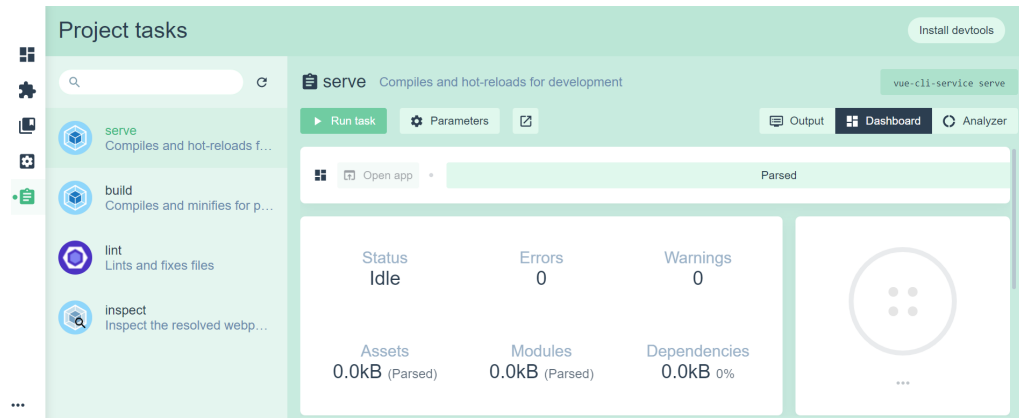 Project tasks
Install devtools
serve
Compiles and hot-reloads f...
build
Compiles and minifies for p...
lint
Lints and fixes files
inspect
Inspect the resolved webp...
serve Compiles and hot-reloads for development
vue-cli-service serve
Run task
Parameters
Output
Dashboard
Analyzer
Open app
Parsed
Status
Idle
Errors
0
Warnings
0
Assets
0.0kB (Parsed)
Modules
0.0kB (Parsed)
Dependencies
0.0kB 0%